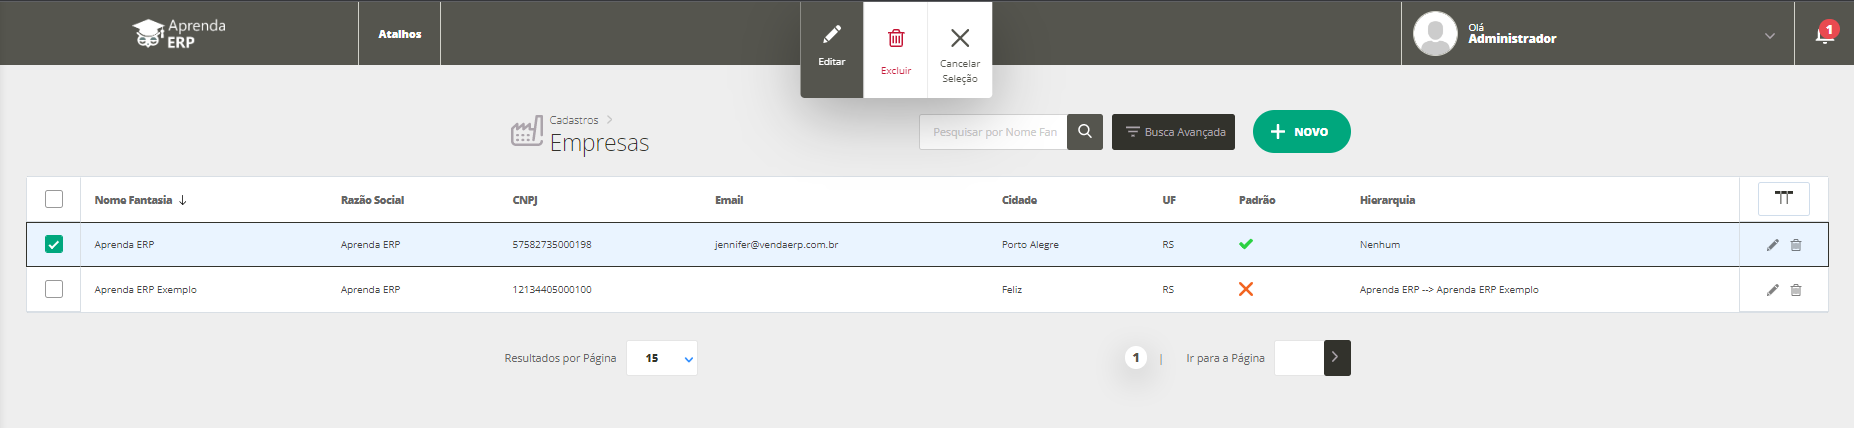 Aprenda
ERP
Atalhos
Editar
Excluir
Cancelar
Seleção
Olá
Administrador
1
Cadastros
Empresas
Pesquisar por Nome Fan
Busca Avançada
NOVO
Nome Fantasia Razão Social CNPJ Email Cidade UF Padrão Hierarquia
Aprenda ERP Aprenda ERP 57582735000198 jennifer@vendaerp.com.br Porto Alegre RS Nenhum
Aprenda ERP Exemplo Aprenda ERP 12134405000100 Feliz RS Aprenda ERP --> Aprenda ERP Exemplo
Resultados por Página 15 1 | Ir para a Página